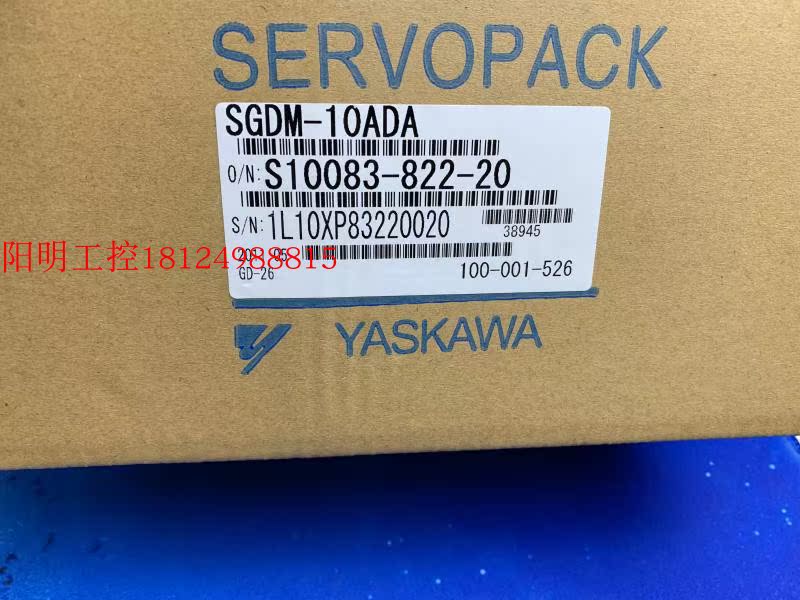 SERVOPACK
SGDM-10ADA
O/N: S10083-822-20
S/N: 1L10XP83220020
38945
阳明工控18124988815
GD-26
100-001-526
YASKAWA